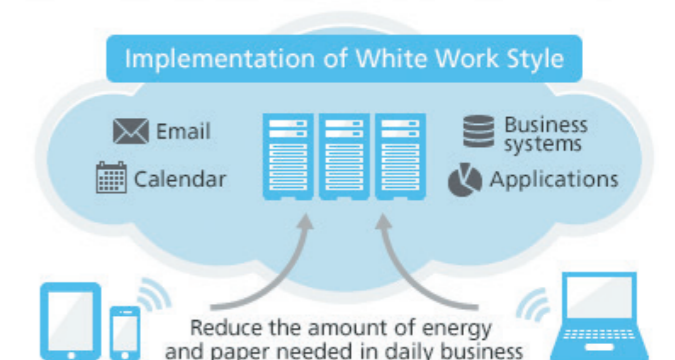 Implementation of White Work Style
Email
Calendar
Business
systems
Applications
Reduce the amount of energy
and paper needed in daily business